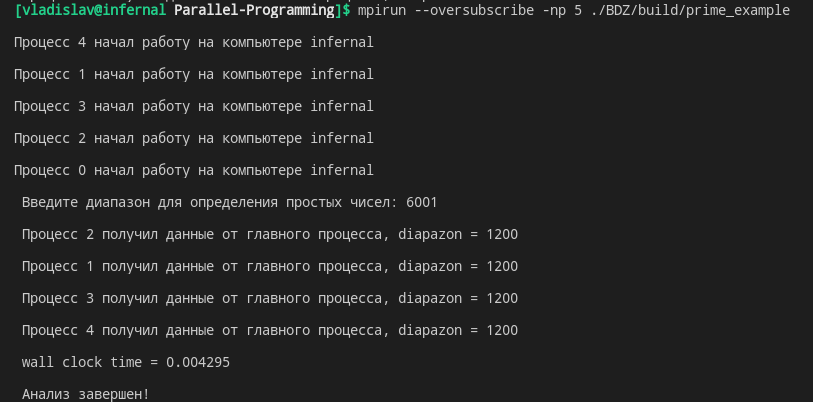 [vladislav@infernal Parallel-Programming]$ mpirun --oversubscribe -np 5 ./BDZ/build/prime_example
Процесс 4 начал работу на компьютере infernal
Процесс 1 начал работу на компьютере infernal
Процесс 3 начал работу на компьютере infernal
Процесс 2 начал работу на компьютере infernal
Процесс 0 начал работу на компьютере infernal
Введите диапазон для определения простых чисел: 6001
Процесс 2 получил данные от главного процесса, diapazon = 1200
Процесс 1 получил данные от главного процесса, diapazon = 1200
Процесс 3 получил данные от главного процесса, diapazon = 1200
Процесс 4 получил данные от главного процесса, diapazon = 1200
wall clock time = 0.004295
Анализ завершен!